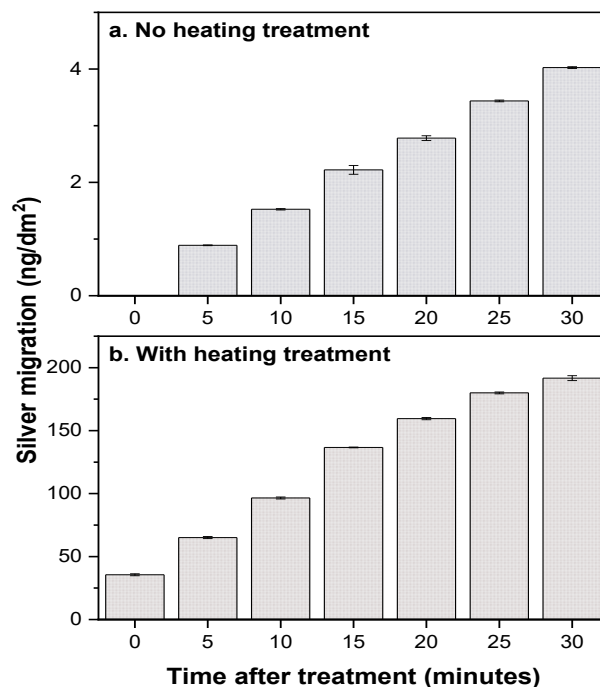 a. No heating treatment
4
2
0
0 5 10 15 20 25 30
b. With heating treatment
200
150
100
50
0
0 5 10 15 20 25 30
Silver migration (ng/dm²)
Time after treatment (minutes)